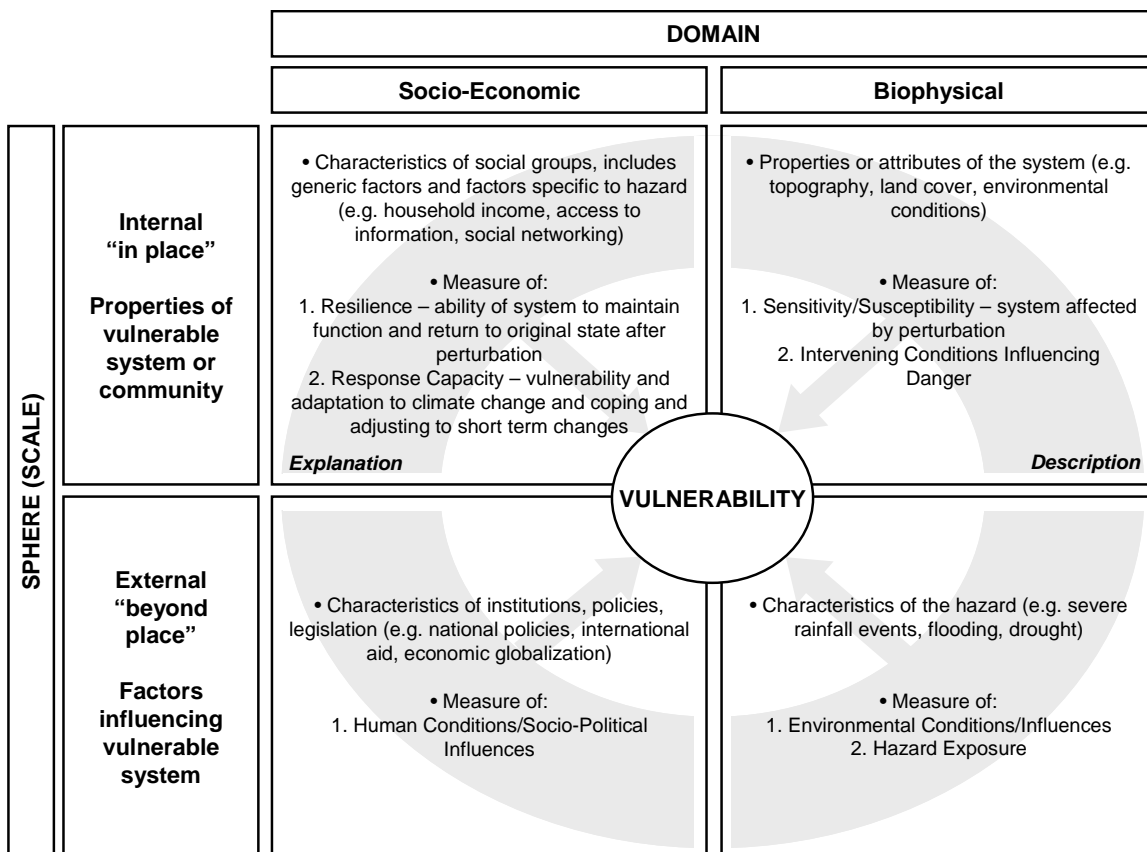 DOMAIN
Socio-Economic
Biophysical
SPHERE (SCALE)
Internal
“in place”
Properties of
vulnerable
system or
community
• Characteristics of social groups, includes
generic factors and factors specific to hazard
(e.g. household income, access to
information, social networking)
• Measure of:
1. Resilience – ability of system to maintain
function and return to original state after
perturbation
2. Response Capacity – vulnerability and
adaptation to climate change and coping and
adjusting to short term changes
Explanation
• Properties or attributes of the system (e.g.
topography, land cover, environmental
conditions)
• Measure of:
1. Sensitivity/Susceptibility – system affected
by perturbation
2. Intervening Conditions Influencing
Danger
Description
VULNERABILITY
External
“beyond
place”
Factors
influencing
vulnerable
system
• Characteristics of institutions, policies,
legislation (e.g. national policies, international
aid, economic globalization)
• Measure of:
1. Human Conditions/Socio-Political
Influences
• Characteristics of the hazard (e.g. severe
rainfall events, flooding, drought)
• Measure of:
1. Environmental Conditions/Influences
2. Hazard Exposure